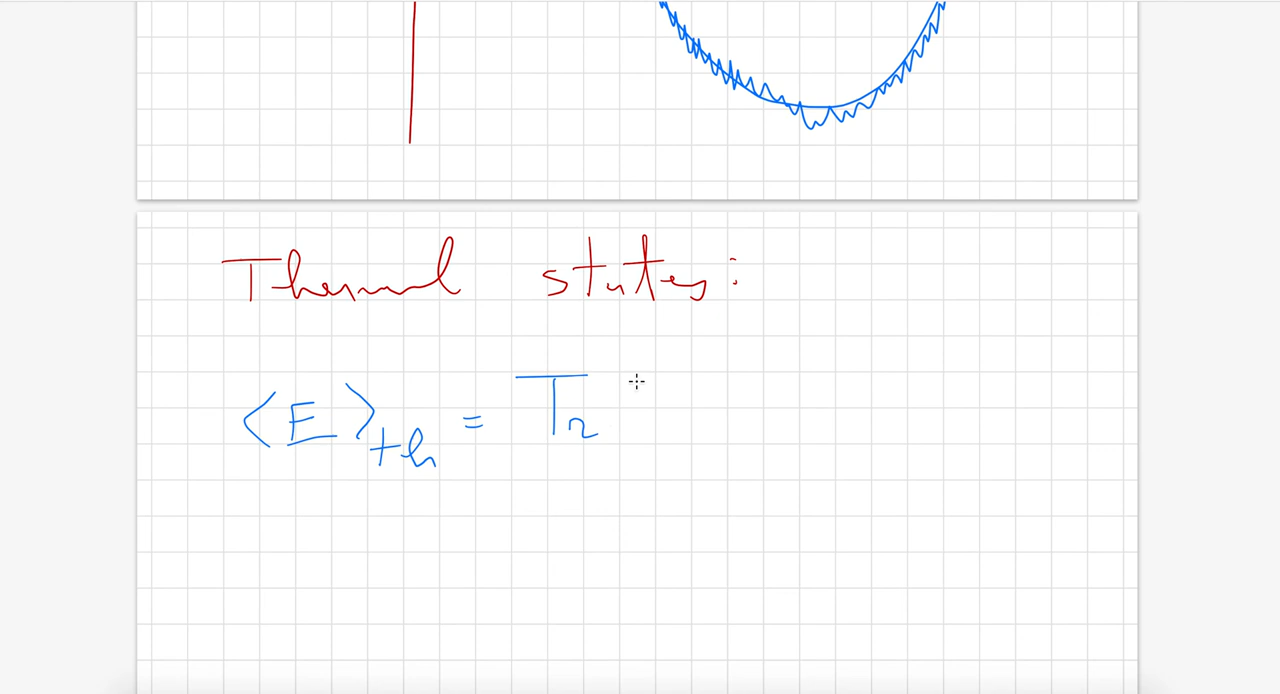 Thermal states:
<E>th = Tr